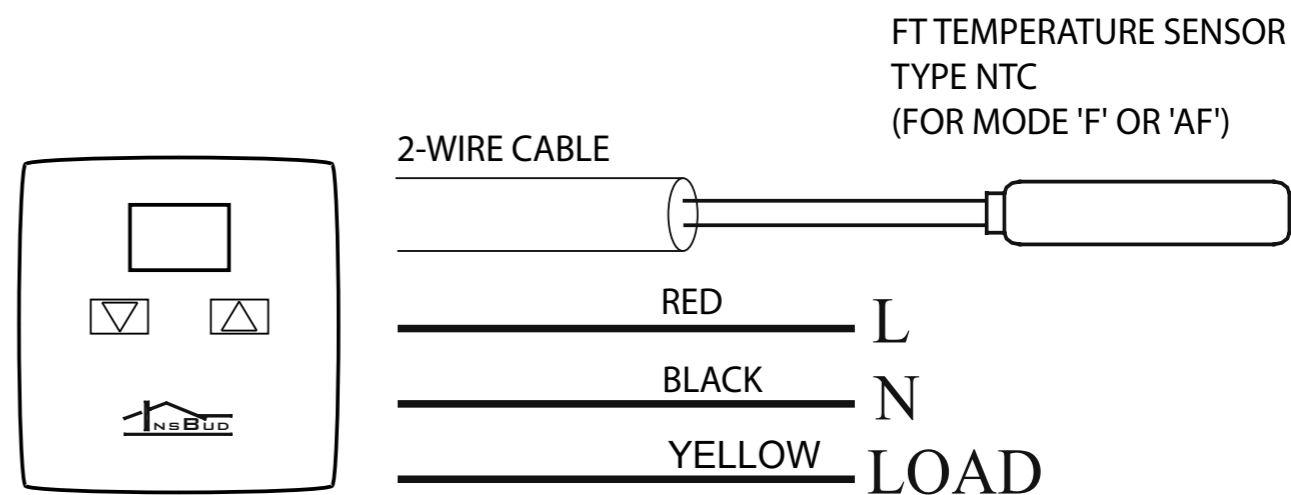 FT TEMPERATURE SENSOR
TYPE NTC
(FOR MODE 'F' OR 'AF')
2-WIRE CABLE
RED L
BLACK N
INSBUD
YELLOW LOAD